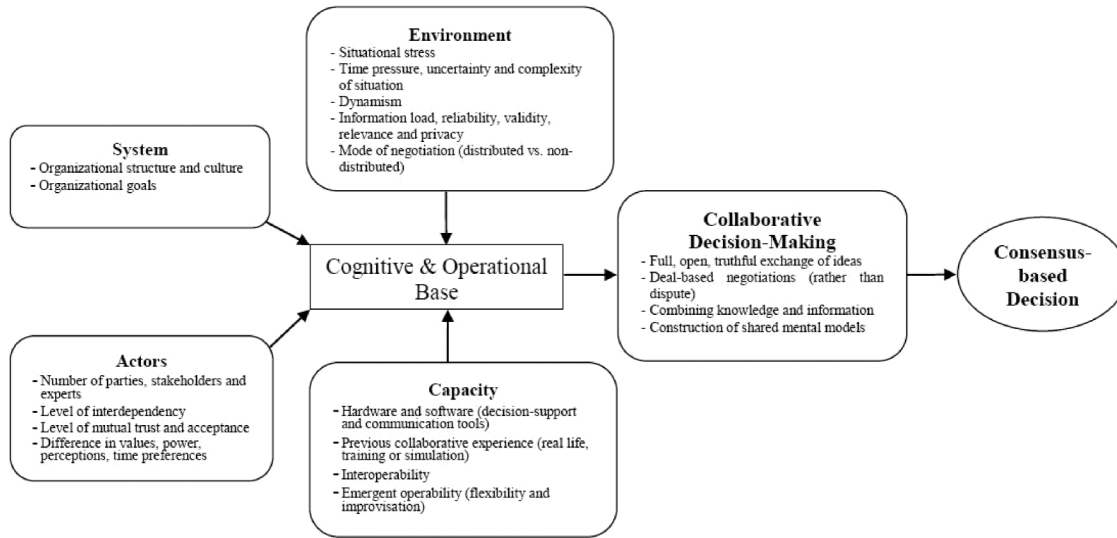 Environment
- Situational stress
- Time pressure, uncertainty and complexity
of situation
- Dynamism
- Information load, reliability, validity,
relevance and privacy
- Mode of negotiation (distributed vs. non-
distributed)
System
- Organizational structure and culture
- Organizational goals
Cognitive & Operational
Base
Collaborative
Decision-Making
- Full, open, truthful exchange of ideas
- Deal-based negotiations (rather than
dispute)
- Combining knowledge and information
- Construction of shared mental models
Consensus-
based
Decision
Actors
- Number of parties, stakeholders and
experts
- Level of interdependency
- Level of mutual trust and acceptance
- Difference in values, power,
perceptions, time preferences
Capacity
- Hardware and software (decision-support
and communication tools)
- Previous collaborative experience (real life,
training or simulation)
- Interoperability
- Emergent operability (flexibility and
improvisation)